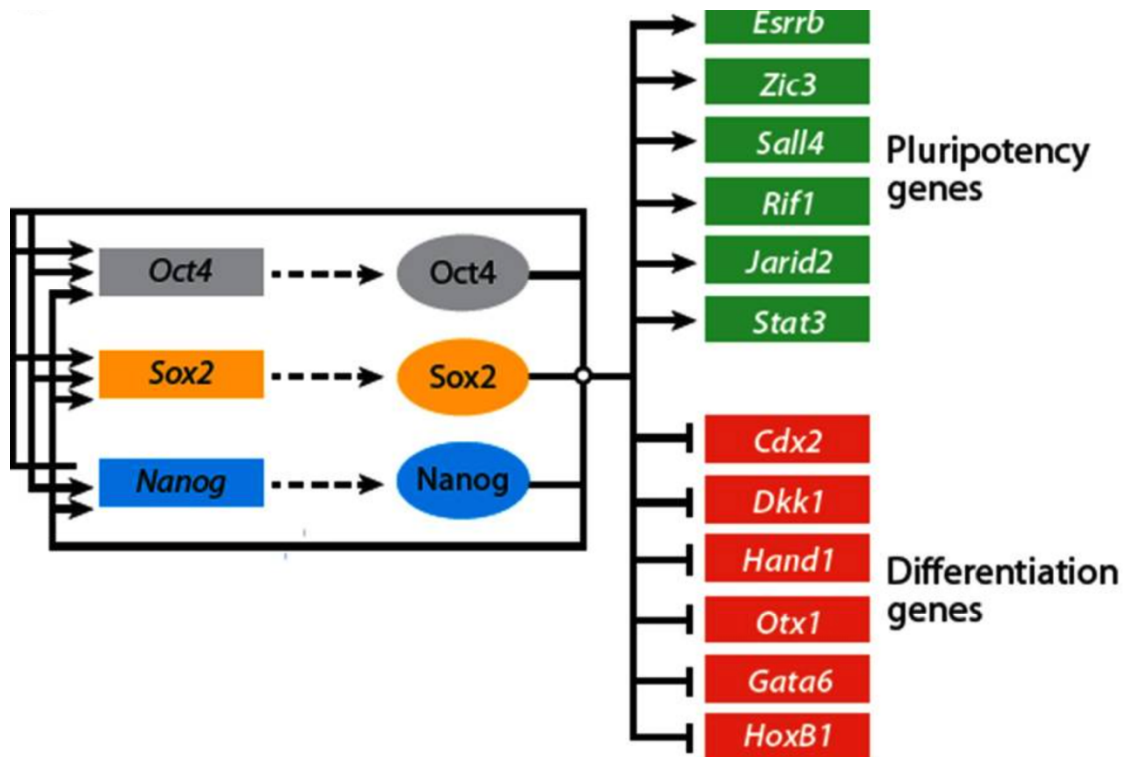 Esrrb
Zic3
Sall4
Rif1
Jarid2
Stat3
Pluripotency
genes
Oct4
Oct4
Sox2
Sox2
Nanog
Nanog
Cdx2
Dkk1
Hand1
Otx1
Gata6
HoxB1
Differentiation
genes